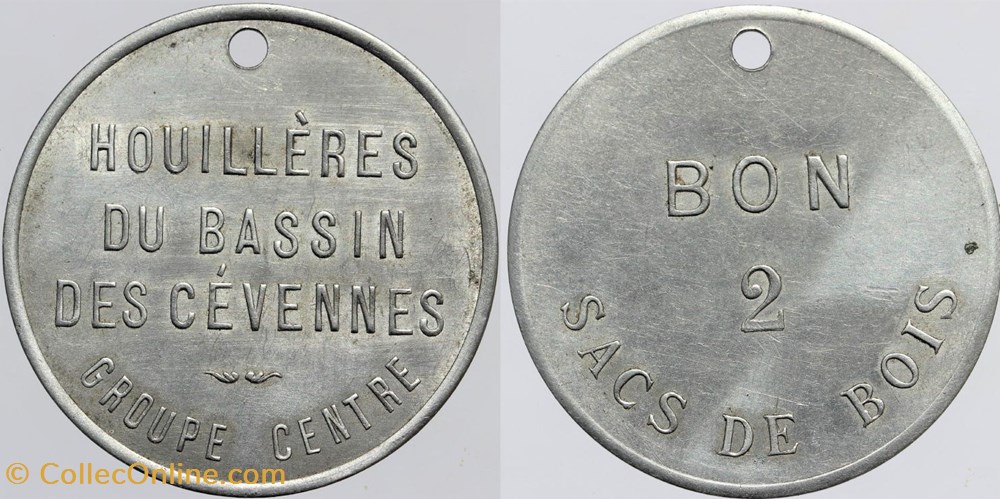 HOUILLÈRES
DU BASSIN
DES CÉVENNES
GROUPE CENTRE
BON
2
SACS DE BOIS
© CollecOnline.com